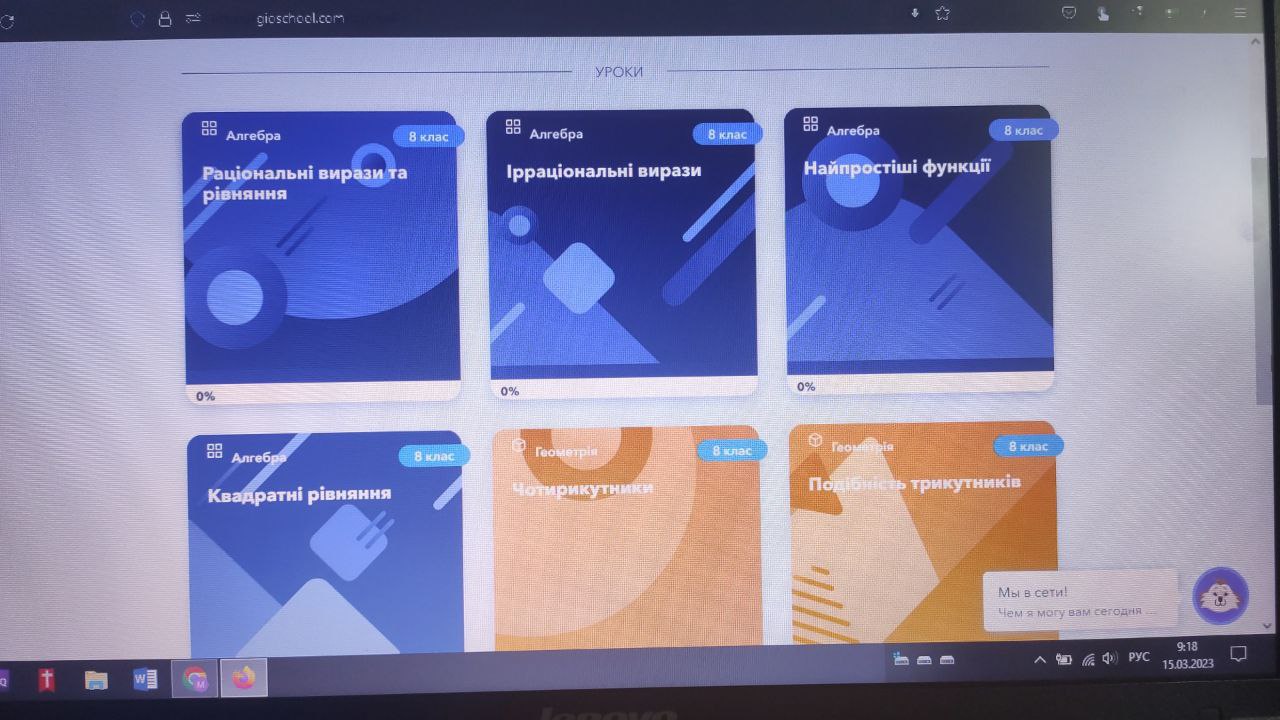 gioschool.com
УРОКИ
Алгебра
8 клас
Раціональні вирази та
рівняння
0%
Алгебра
8 клас
Ірраціональні вирази
0%
Алгебра
8 клас
Найпростіші функції
0%
Алгебра
8 клас
Квадратні рівняння
Геометрія
8 клас
Чотирикутники
Геометрія
8 клас
Подібність трикутників
Мы в сети!
Чем я могу вам сегодня ...
РУС
9:18
15.03.2023
lenovo